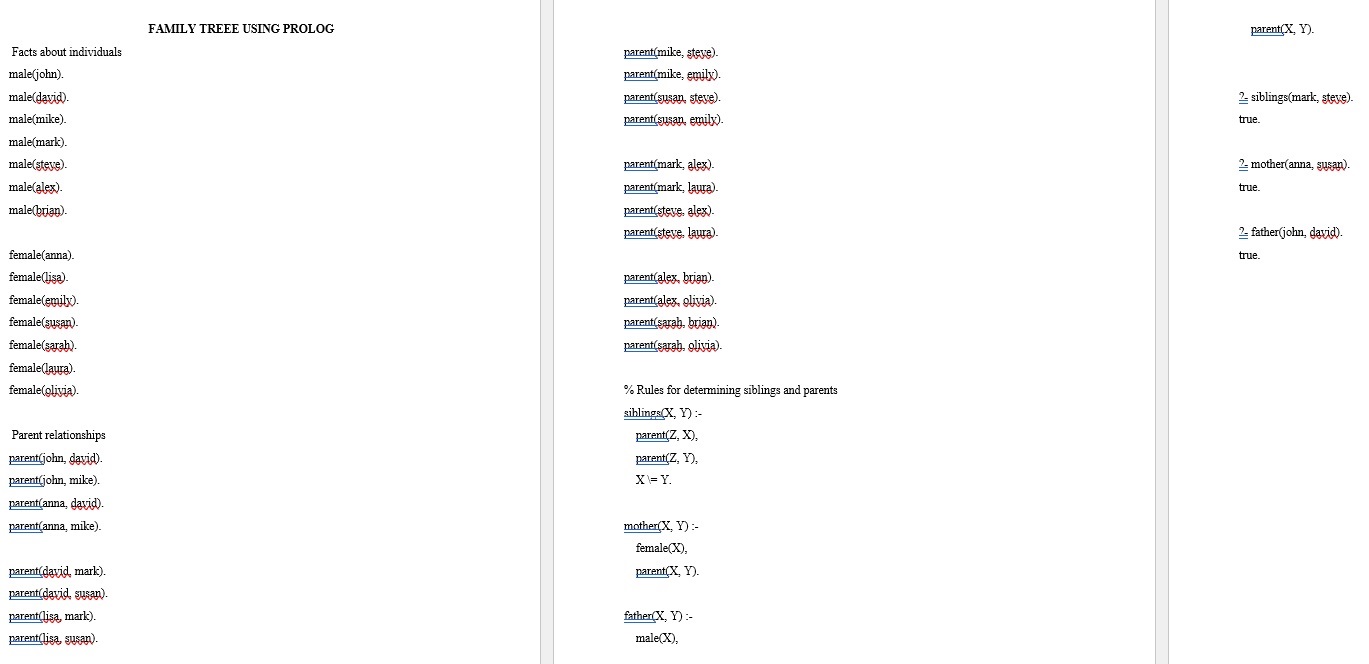 FAMILY TREEE USING PROLOG
Facts about individuals
male(john).
male(david).
male(mike).
male(mark).
male(steve).
male(alex).
male(brian).
female(anna).
female(lisa).
female(emily).
female(susan).
female(sarah).
female(laura).
female(olivia).
Parent relationships
parent(john, david).
parent(john, mike).
parent(anna, david).
parent(anna, mike).
parent(david, mark).
parent(david, susan).
parent(lisa, mark).
parent(lisa, susan).
parent(mike, steve).
parent(mike, emily).
parent(susan, steve).
parent(susan, emily).
parent(mark, alex).
parent(mark, laura).
parent(steve, alex).
parent(steve, laura).
parent(alex, brian).
parent(alex, olivia).
parent(sarah, brian).
parent(sarah, olivia).
% Rules for determining siblings and parents
siblings(X, Y) :-
parent(Z, X),
parent(Z, Y),
X \= Y.
mother(X, Y) :-
female(X),
parent(X, Y).
father(X, Y) :-
male(X),
parent(X, Y).
?- siblings(mark, steve).
true.
?- mother(anna, susan).
true.
?- father(john, david).
true.